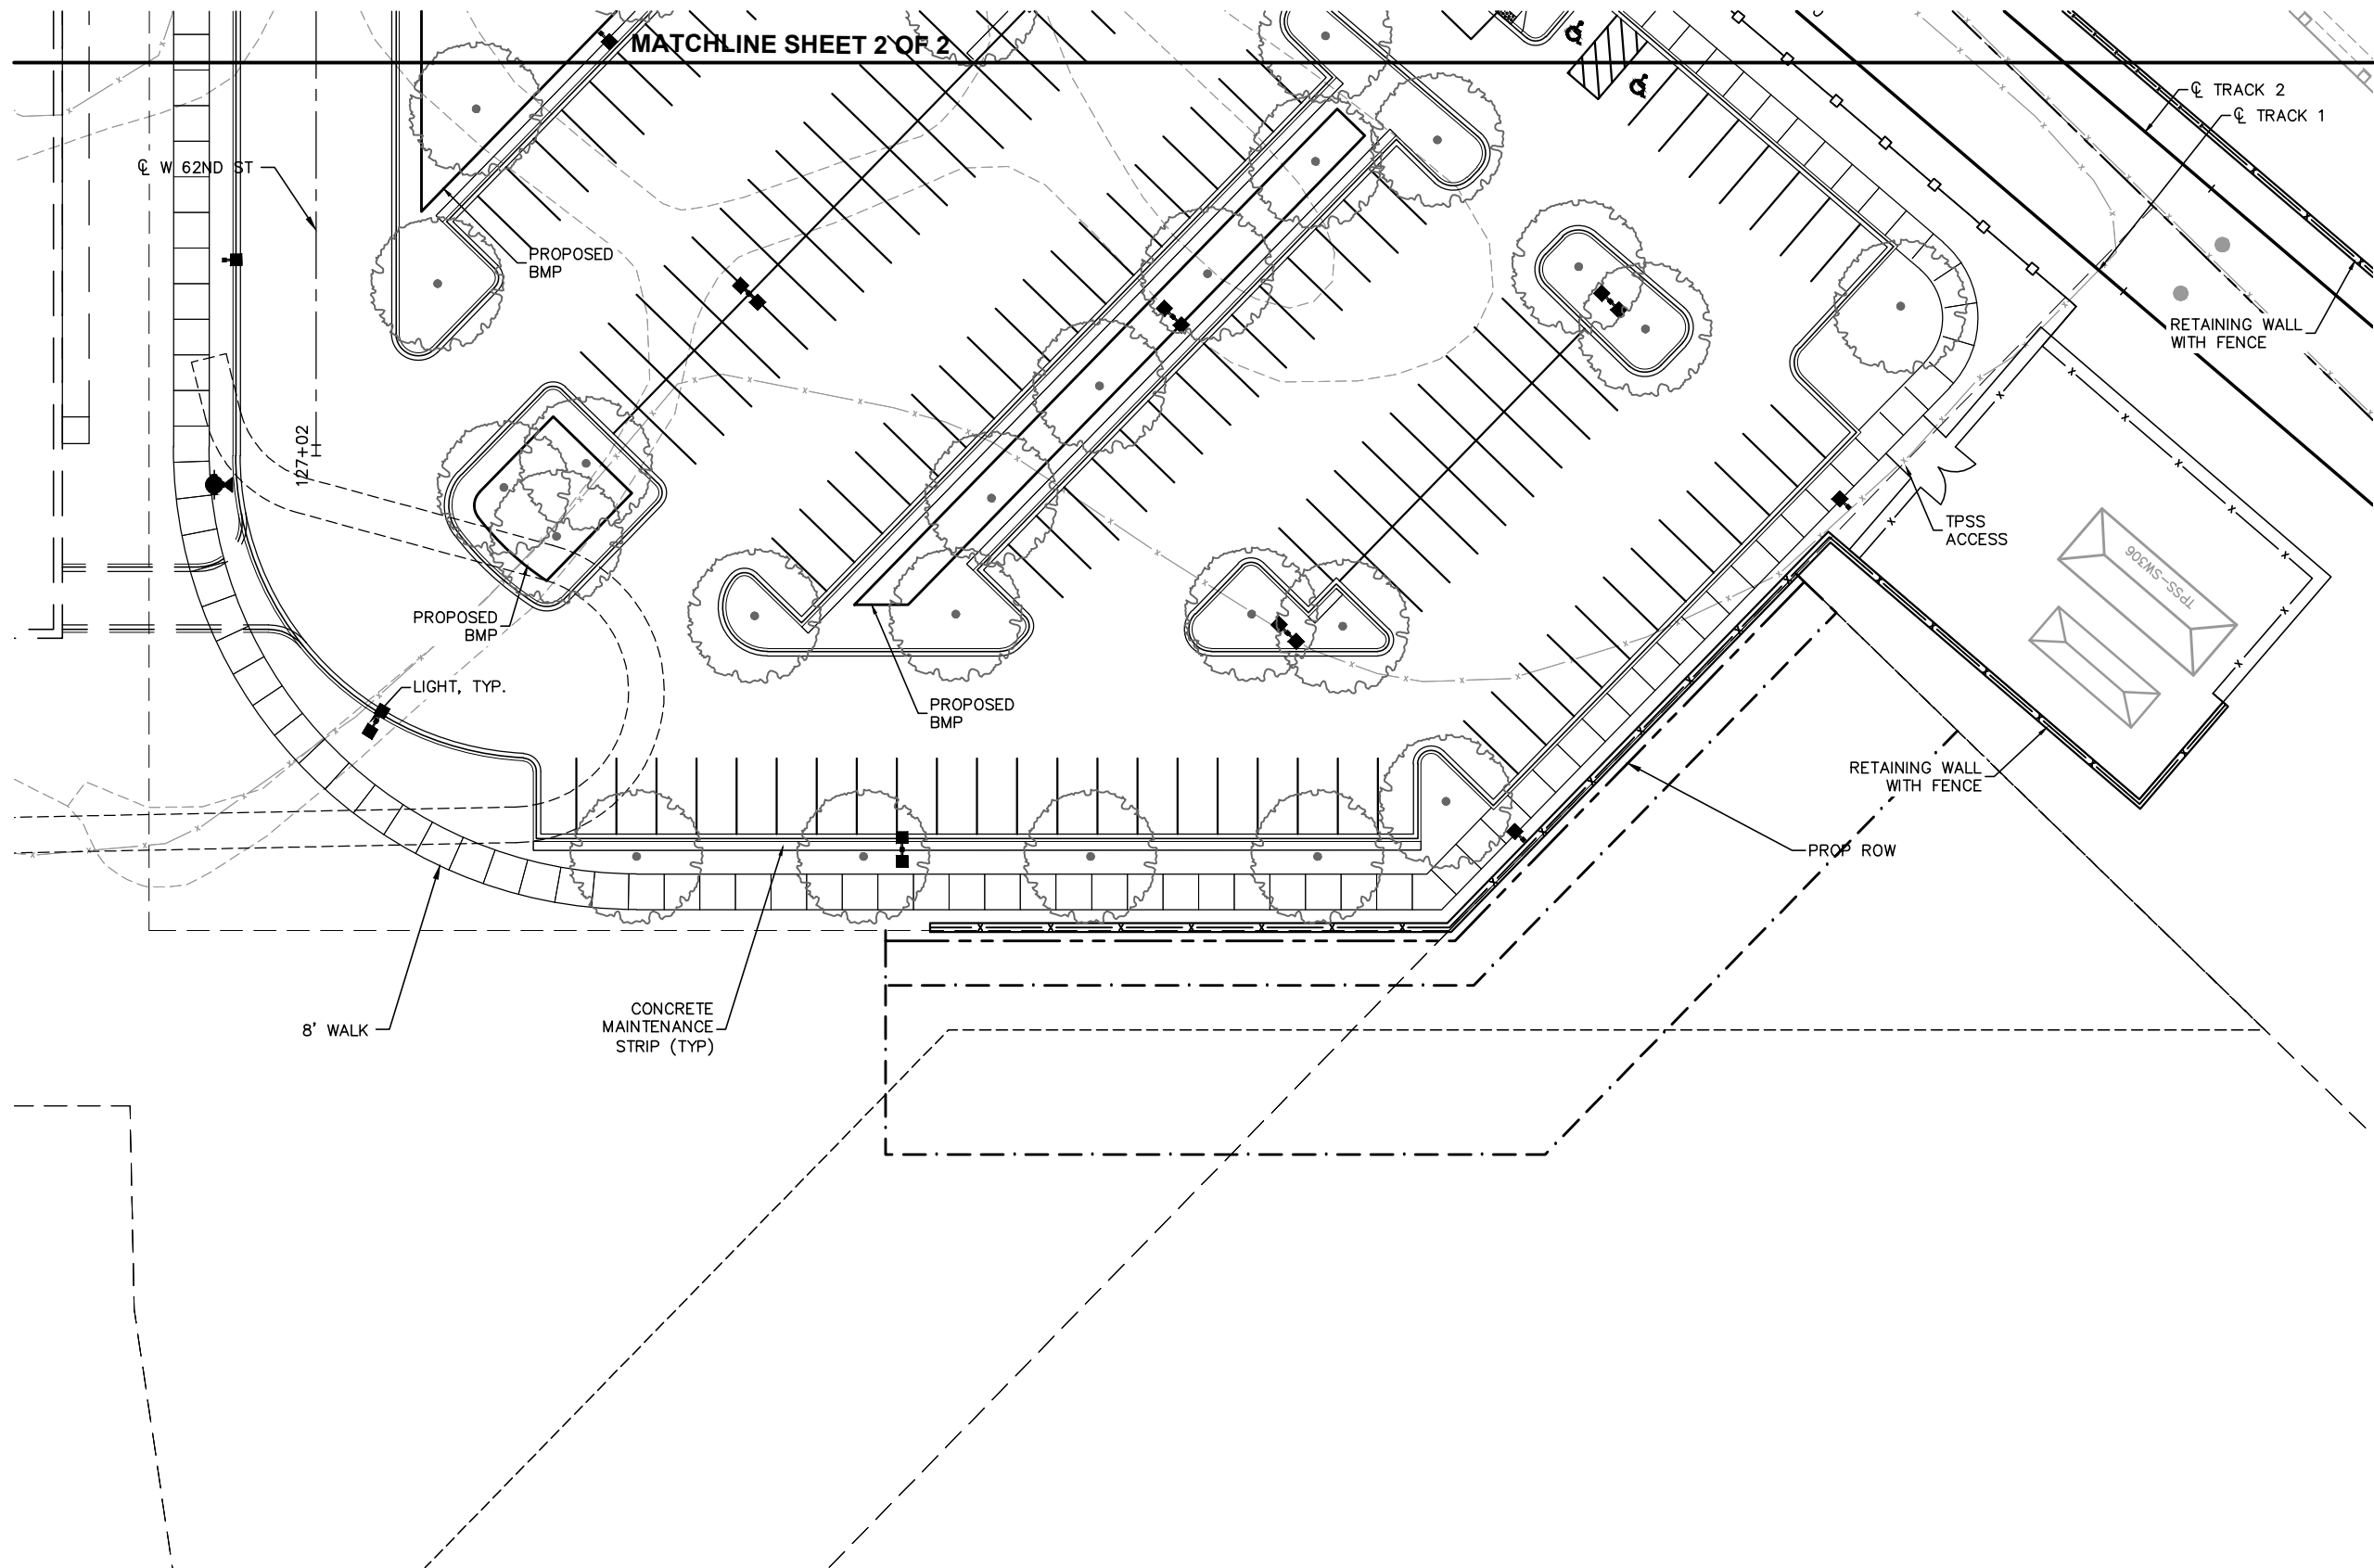 MATCHLINE SHEET 2 OF 2
℄ TRACK 2
℄ TRACK 1
℄ W 62ND ST
PROPOSED
BMP
RETAINING WALL
WITH FENCE
127+02
TPSS
ACCESS
TPSS-SW306
PROPOSED
BMP
LIGHT, TYP.
PROPOSED
BMP
RETAINING WALL
WITH FENCE
PROP ROW
8' WALK
CONCRETE
MAINTENANCE
STRIP (TYP)